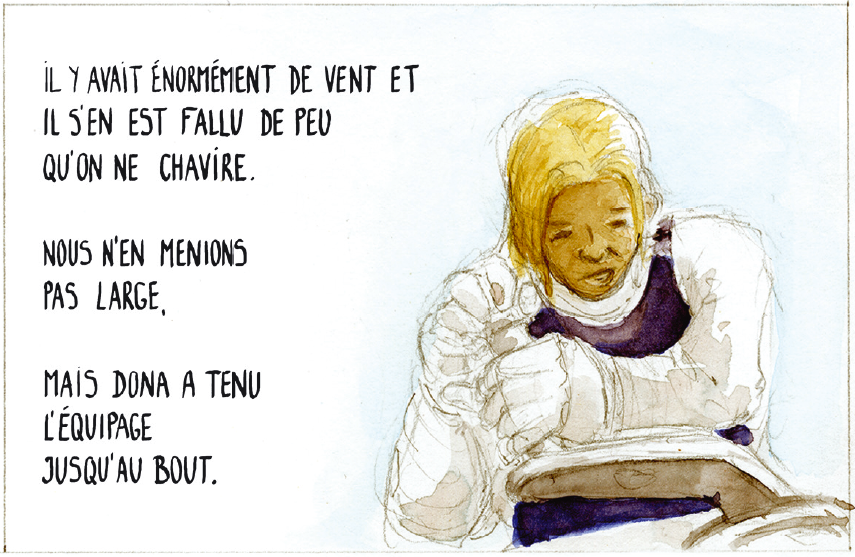 IL Y AVAIT ÉNORMÉMENT DE VENT ET
IL S'EN EST FALLU DE PEU
QU'ON NE CHAVIRE.
NOUS N'EN MENIONS
PAS LARGE,
MAIS DONA A TENU
L'ÉQUIPAGE
JUSQU'AU BOUT.